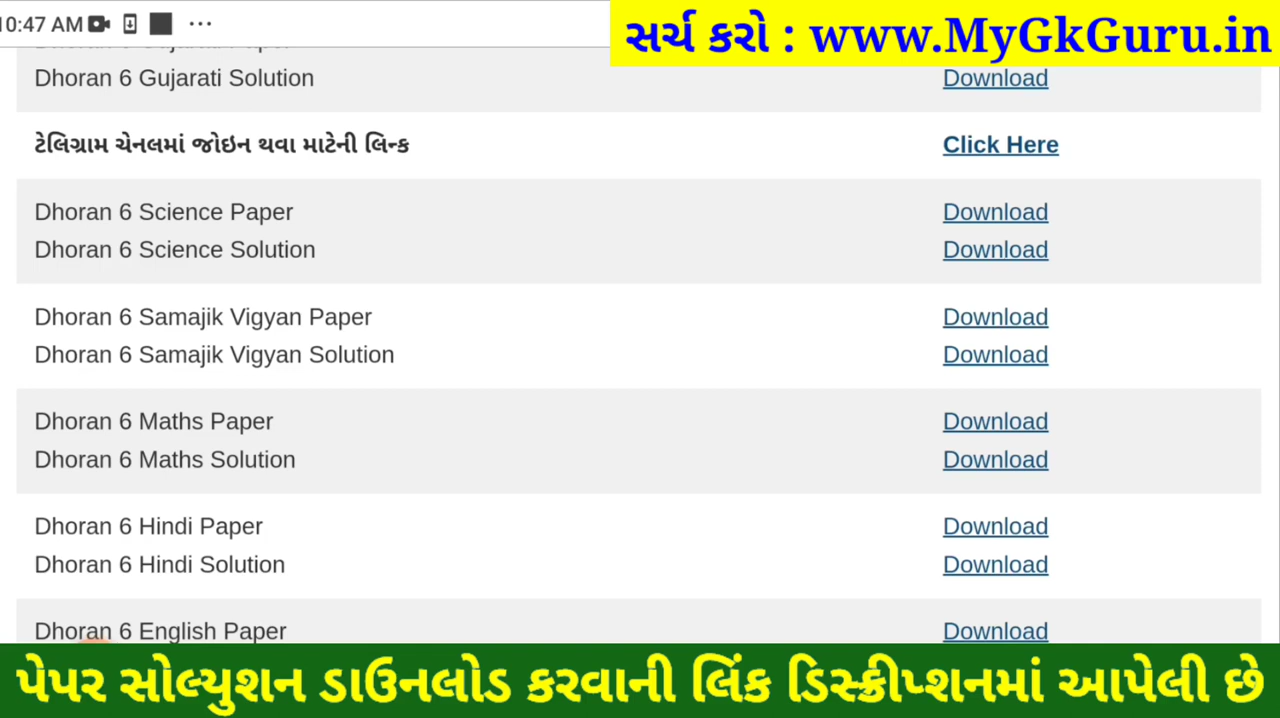 10:47 AM
સર્ચ કરો : www.MyGkGuru.in
Dhoran 6 Gujarati Solution Download
ટેલિગ્રામ ચેનલમાં જોઇન થવા માટેની લિન્ક Click Here
Dhoran 6 Science Paper Download
Dhoran 6 Science Solution Download
Dhoran 6 Samajik Vigyan Paper Download
Dhoran 6 Samajik Vigyan Solution Download
Dhoran 6 Maths Paper Download
Dhoran 6 Maths Solution Download
Dhoran 6 Hindi Paper Download
Dhoran 6 Hindi Solution Download
Dhoran 6 English Paper Download
પેપર સોલ્યુશન ડાઉનલોડ કરવાની લિંક ડિસ્ક્રીપ્શનમાં આપેલી છે